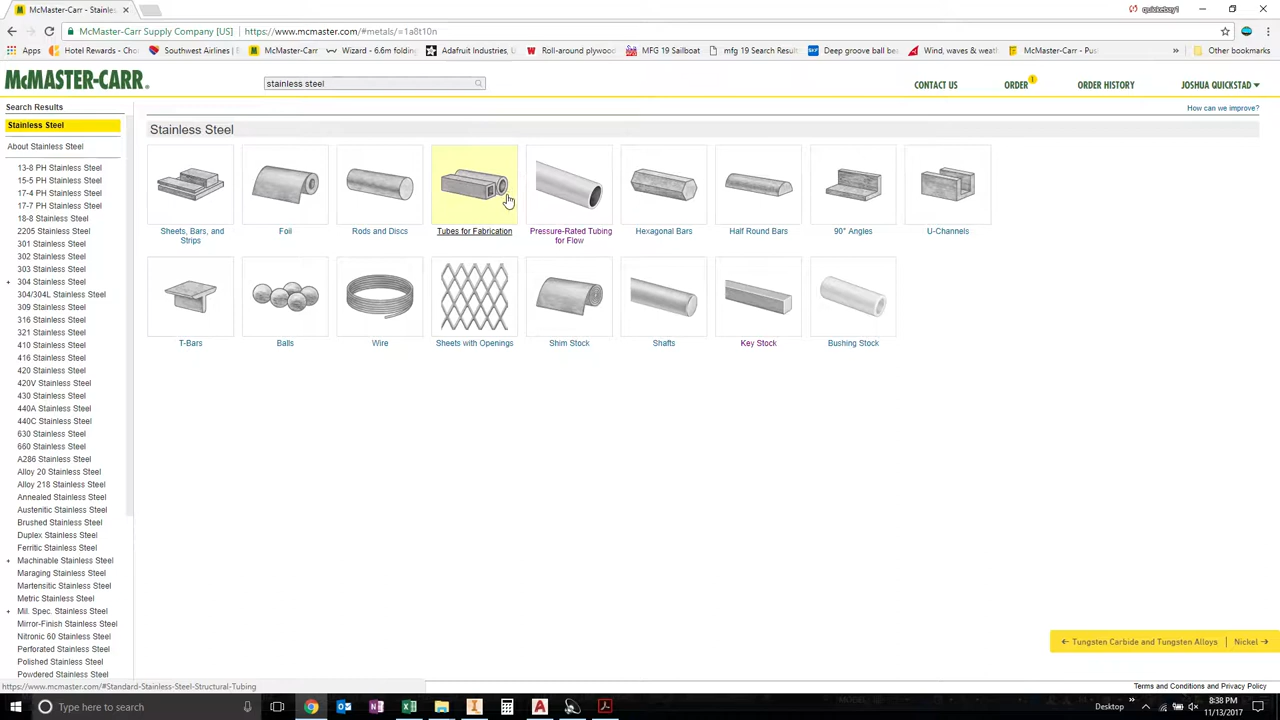 McMaster-Carr - Stainles
quickebay1
McMaster-Carr Supply Company [US]
https://www.mcmaster.com/#metals/=1a8t10n
Apps
Hotel Rewards - Chor
Southwest Airlines | B
McMaster-Carr
Wizard - 6.6m folding
Adafruit Industries, U
Roll-around plywood
MFG 19 Sailboat
mfg 19 Search Result
Deep groove ball be
Wind, waves & weath
McMaster-Carr - Pus
»
Other bookmarks
McMASTER-CARR.
stainless steel
CONTACT US
ORDER
1
ORDER HISTORY
JOSHUA QUICKSTAD
Search Results
How can we improve?
Stainless Steel
About Stainless Steel
13-8 PH Stainless Steel
15-5 PH Stainless Steel
17-4 PH Stainless Steel
17-7 PH Stainless Steel
18-8 Stainless Steel
2205 Stainless Steel
301 Stainless Steel
302 Stainless Steel
303 Stainless Steel
+ 304 Stainless Steel
304/304L Stainless Steel
309 Stainless Steel
316 Stainless Steel
321 Stainless Steel
410 Stainless Steel
416 Stainless Steel
420 Stainless Steel
420V Stainless Steel
430 Stainless Steel
440A Stainless Steel
440C Stainless Steel
630 Stainless Steel
660 Stainless Steel
A286 Stainless Steel
Alloy 20 Stainless Steel
Alloy 218 Stainless Steel
Annealed Stainless Steel
Austenitic Stainless Steel
Brushed Stainless Steel
Duplex Stainless Steel
Ferritic Stainless Steel
+ Machinable Stainless Steel
Maraging Stainless Steel
Martensitic Stainless Steel
Metric Stainless Steel
+ Mil. Spec. Stainless Steel
Mirror-Finish Stainless Steel
Nitronic 60 Stainless Steel
Perforated Stainless Steel
Polished Stainless Steel
Powdered Stainless Steel
Stainless Steel
Sheets, Bars, and
Strips
Foil
Rods and Discs
Tubes for Fabrication
Pressure-Rated Tubing
for Flow
Hexagonal Bars
Half Round Bars
90° Angles
U-Channels
T-Bars
Balls
Wire
Sheets with Openings
Shim Stock
Shafts
Key Stock
Bushing Stock
← Tungsten Carbide and Tungsten Alloys
Nickel →
https://www.mcmaster.com/#Standard-Stainless-Steel-Structural-Tubing
Terms and Conditions and Privacy Policy
Type here to search
Desktop
8:38 PM
11/13/2017